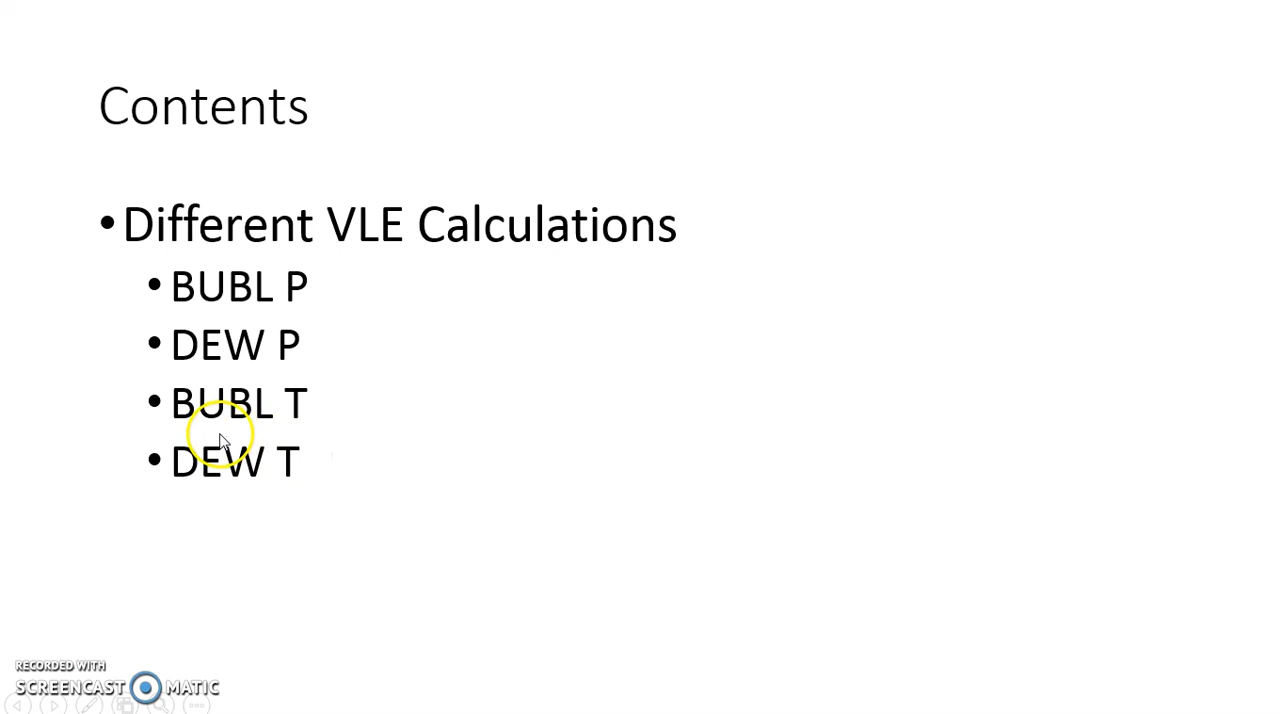 Contents
• Different VLE Calculations
• BUBL P
• DEW P
• BUBL T
• DEW T
RECORDED WITH
SCREENCAST MATIC